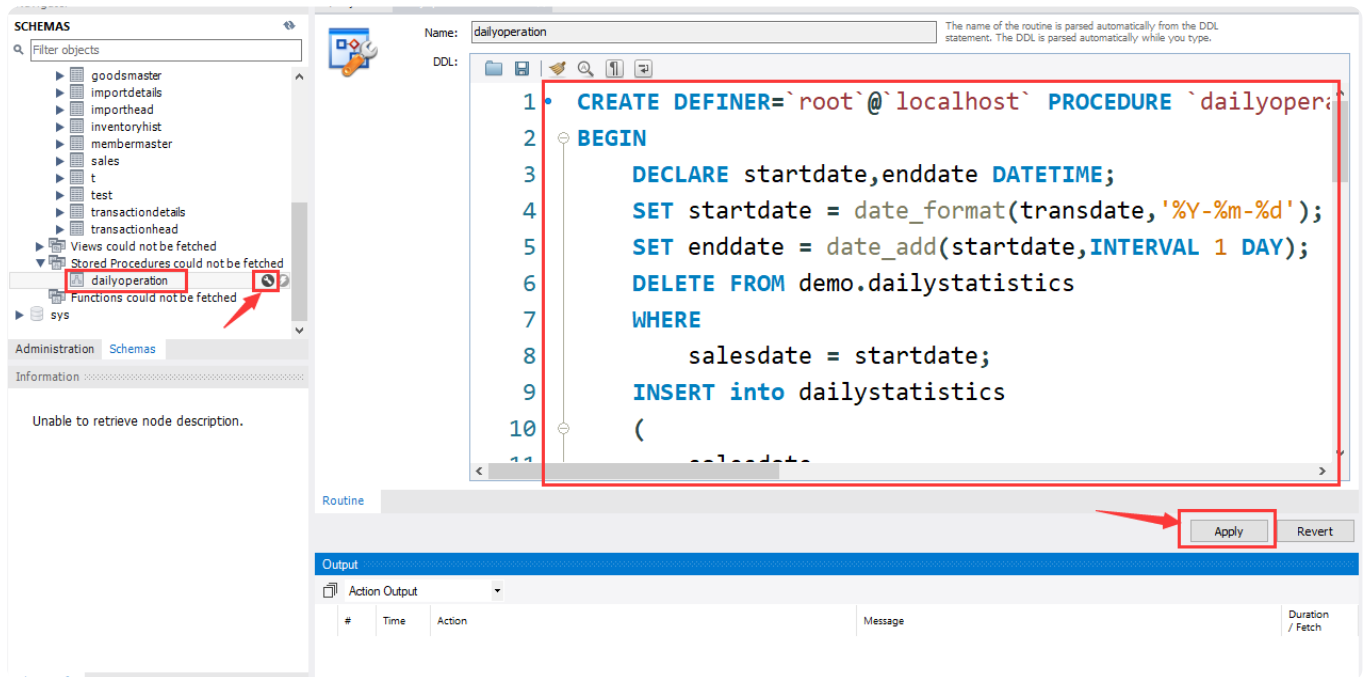 SCHEMAS
Filter objects
goodsmaster
importdetails
importhead
inventoryhist
membermaster
sales
t
test
transactiondetails
transactionhead
Views could not be fetched
Stored Procedures could not be fetched
dailyoperation
Functions could not be fetched
sys
Administration Schemas
Information
Unable to retrieve node description.
Name: dailyoperation
The name of the routine is parsed automatically from the DDL
statement. The DDL is parsed automatically while you type.
DDL:
1 CREATE DEFINER=`root`@`localhost` PROCEDURE `dailyopera
2 BEGIN
3 DECLARE startdate,enddate DATETIME;
4 SET startdate = date_format(transdate,'%Y-%m-%d');
5 SET enddate = date_add(startdate,INTERVAL 1 DAY);
6 DELETE FROM demo.dailystatistics
7 WHERE
8 salesdate = startdate;
9 INSERT into dailystatistics
10 (
11 salesdate
Routine
Apply Revert
Output
Action Output
# Time Action Message Duration / Fetch